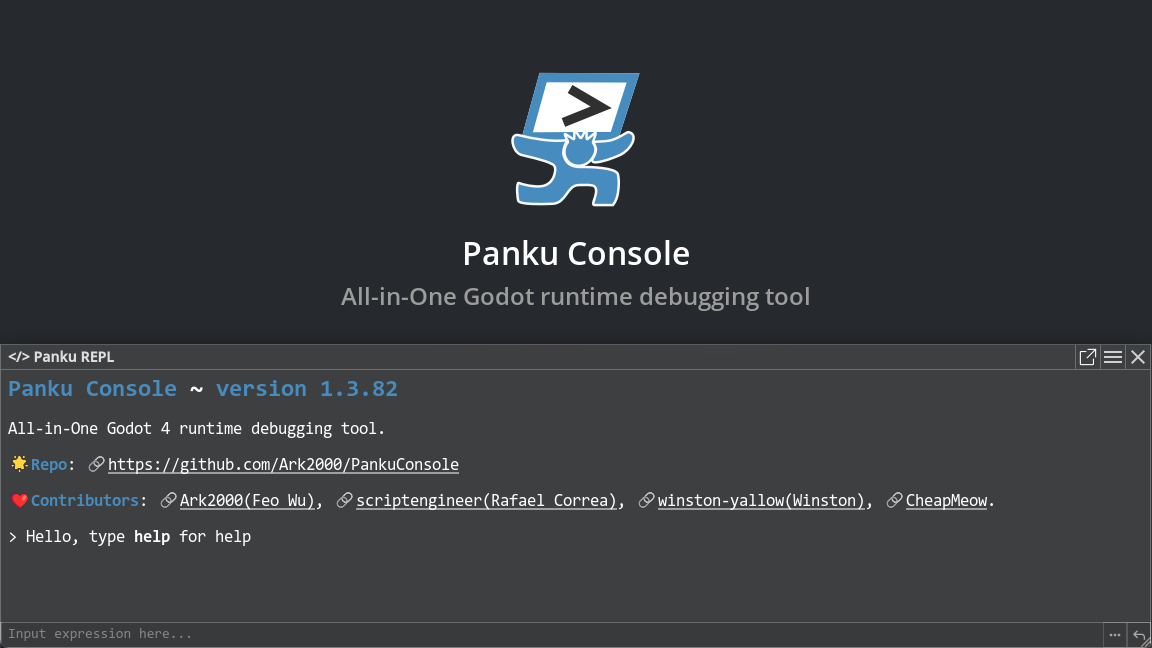 Panku Console
All-in-One Godot runtime debugging tool
</> Panku REPL
Panku Console ~ version 1.3.82
All-in-One Godot 4 runtime debugging tool.
🌟Repo: 🔗https://github.com/Ark2000/PankuConsole
❤️Contributors: 🔗Ark2000(Feo Wu), 🔗scriptengineer(Rafael Correa), 🔗winston-yallow(Winston), 🔗CheapMeow.
> Hello, type help for help
Input expression here...